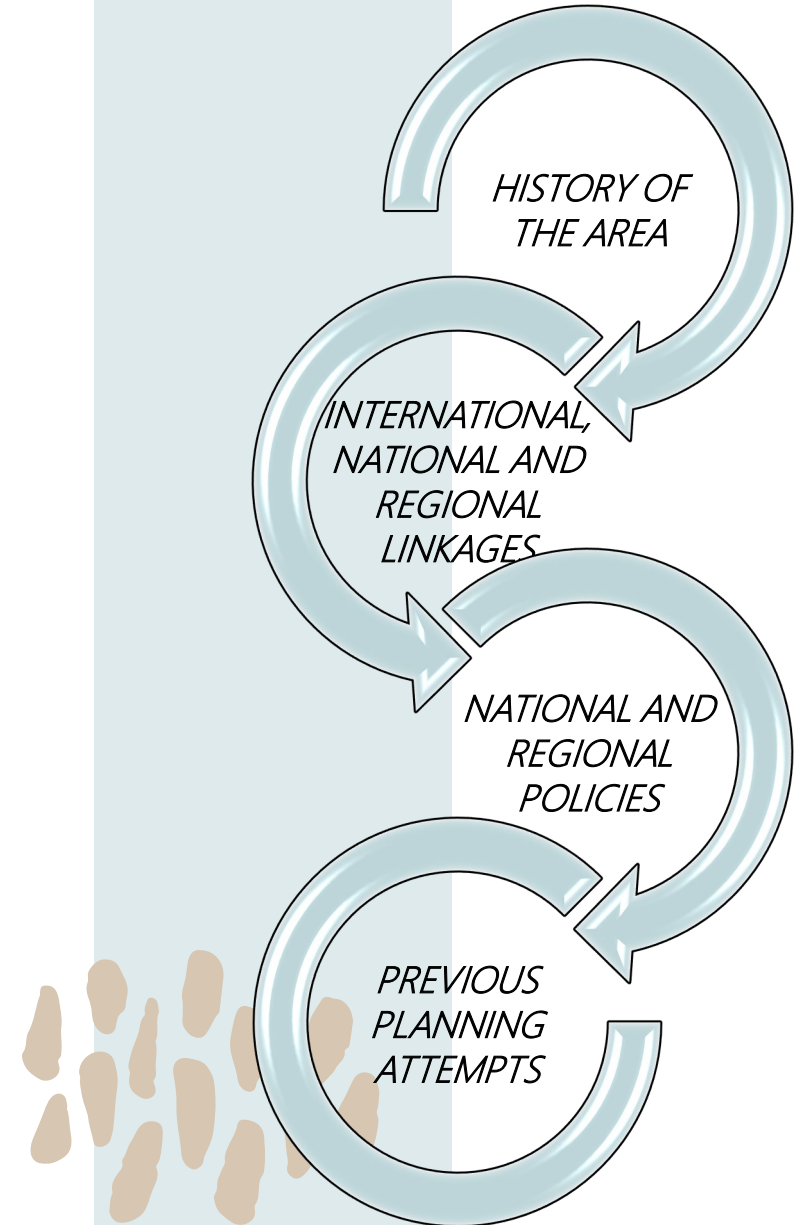 HISTORY OF
THE AREA
INTERNATIONAL,
NATIONAL AND
REGIONAL
LINKAGES
NATIONAL AND
REGIONAL
POLICIES
PREVIOUS
PLANNING
ATTEMPTS